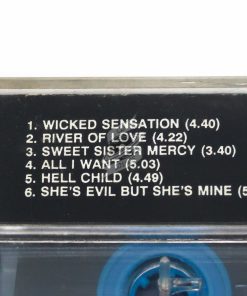 1. WICKED SENSATION (4.40)
2. RIVER OF LOVE (4.22)
3. SWEET SISTER MERCY (3.40)
4. ALL I WANT (5.03)
5. HELL CHILD (4.49)
6. SHE'S EVIL BUT SHE'S MINE (5